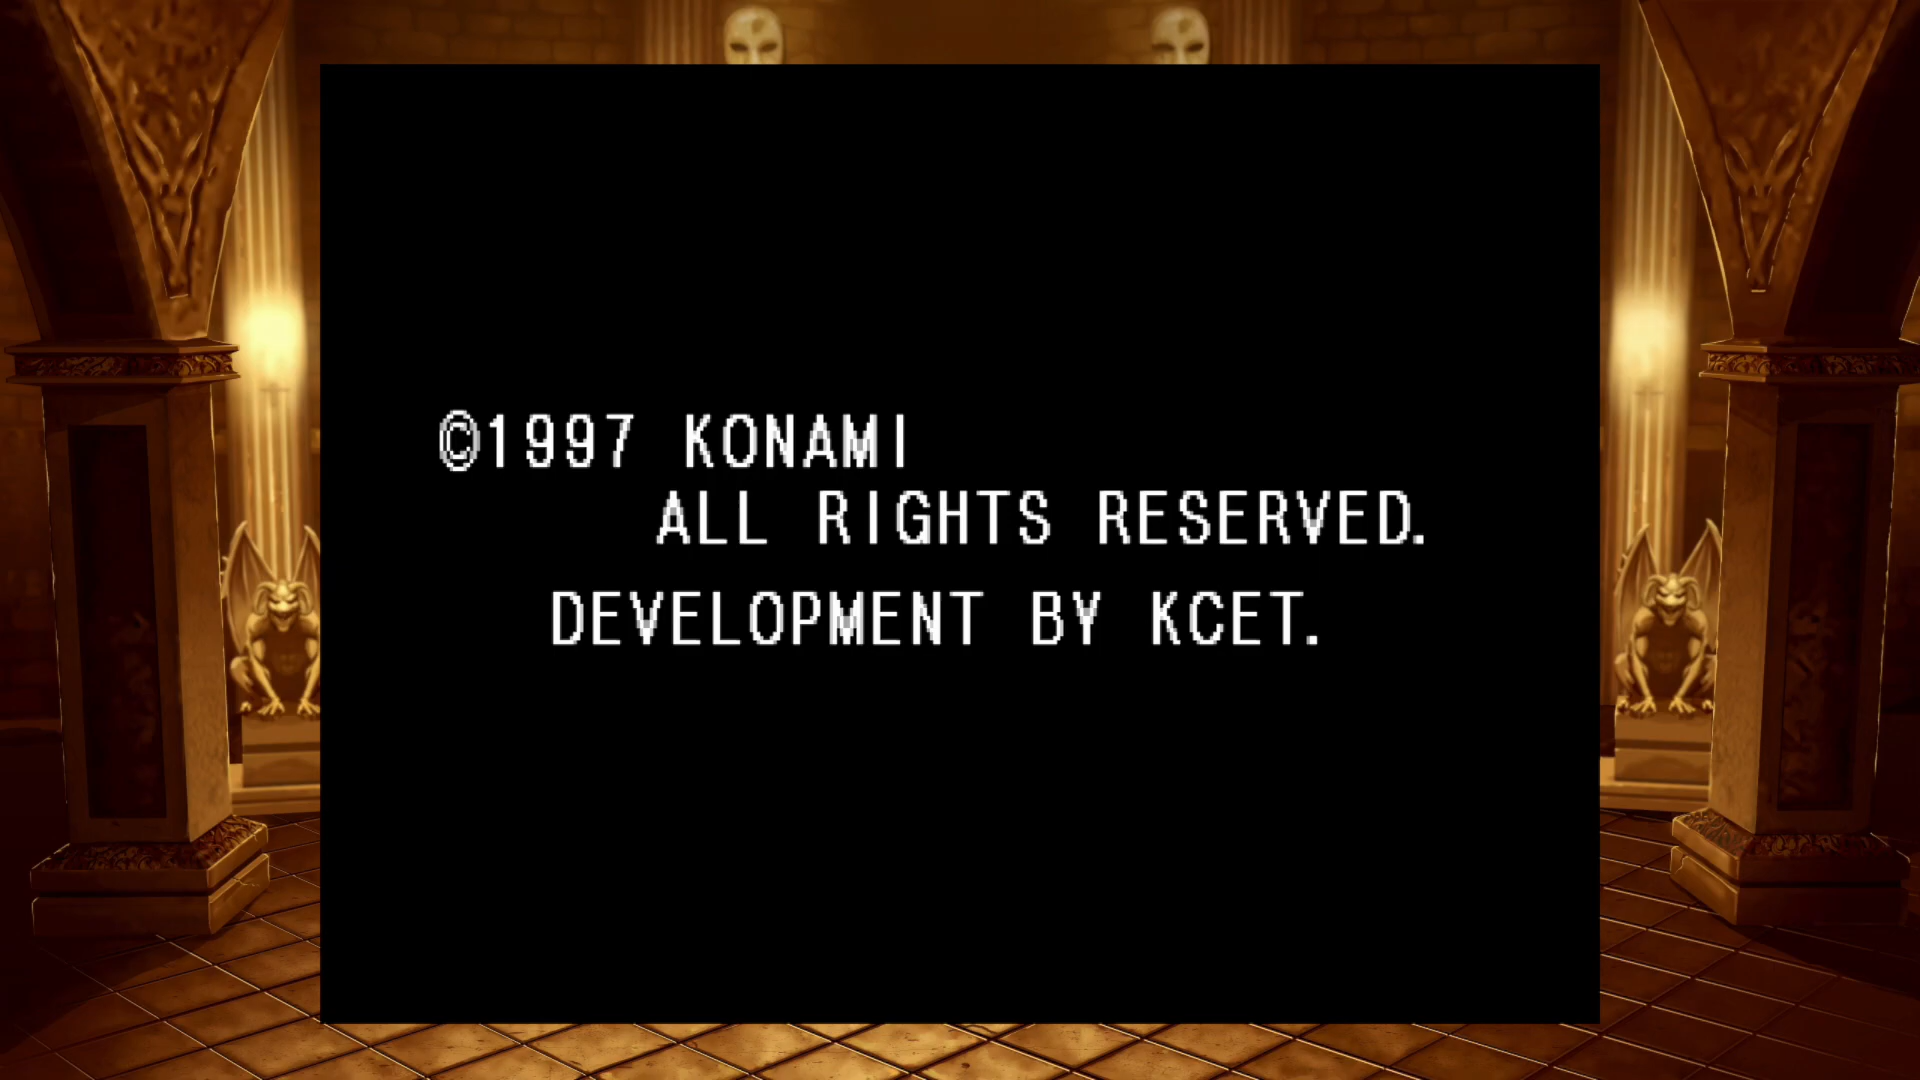 ©1997 KONAMI
ALL RIGHTS RESERVED.
DEVELOPMENT BY KCET.